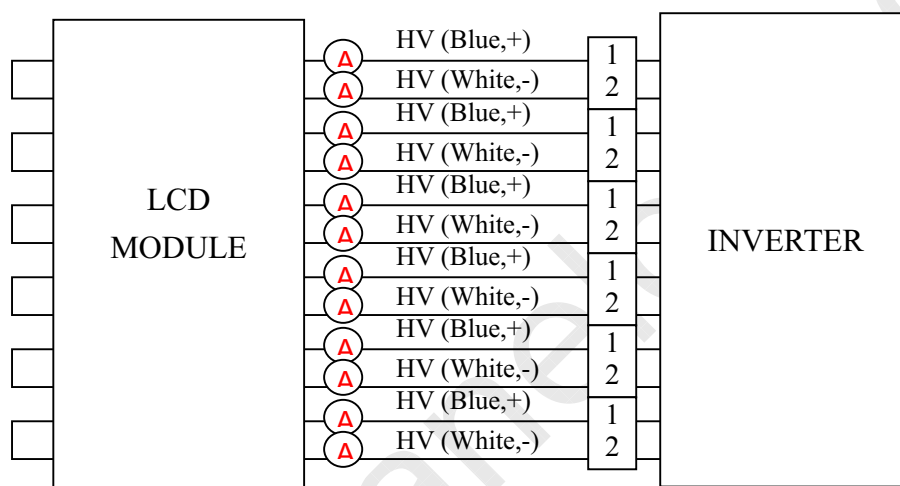 HV (Blue,+)
A 1
HV (White,-)
A 2
HV (Blue,+)
A 1
HV (White,-)
A 2
HV (Blue,+)
A 1
LCD
HV (White,-)
A 2
MODULE
INVERTER
HV (Blue,+)
A 1
HV (White,-)
A 2
HV (Blue,+)
A 1
HV (White,-)
A 2
HV (Blue,+)
A 1
HV (White,-)
A 2